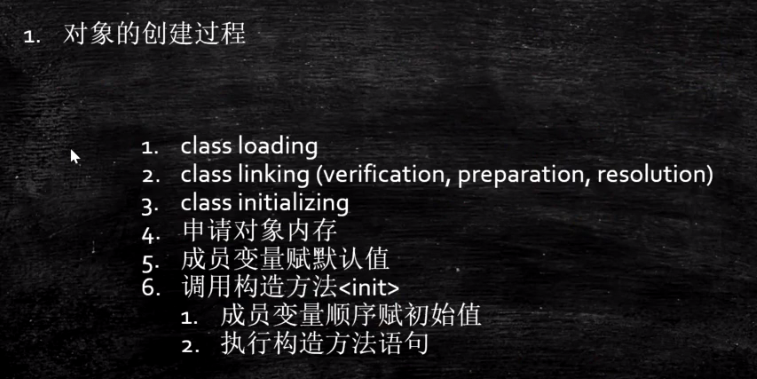 1. 对象的创建过程
1. class loading
2. class linking (verification, preparation, resolution)
3. class initializing
4. 申请对象内存
5. 成员变量赋默认值
6. 调用构造方法<init>
1. 成员变量顺序赋初始值
2. 执行构造方法语句